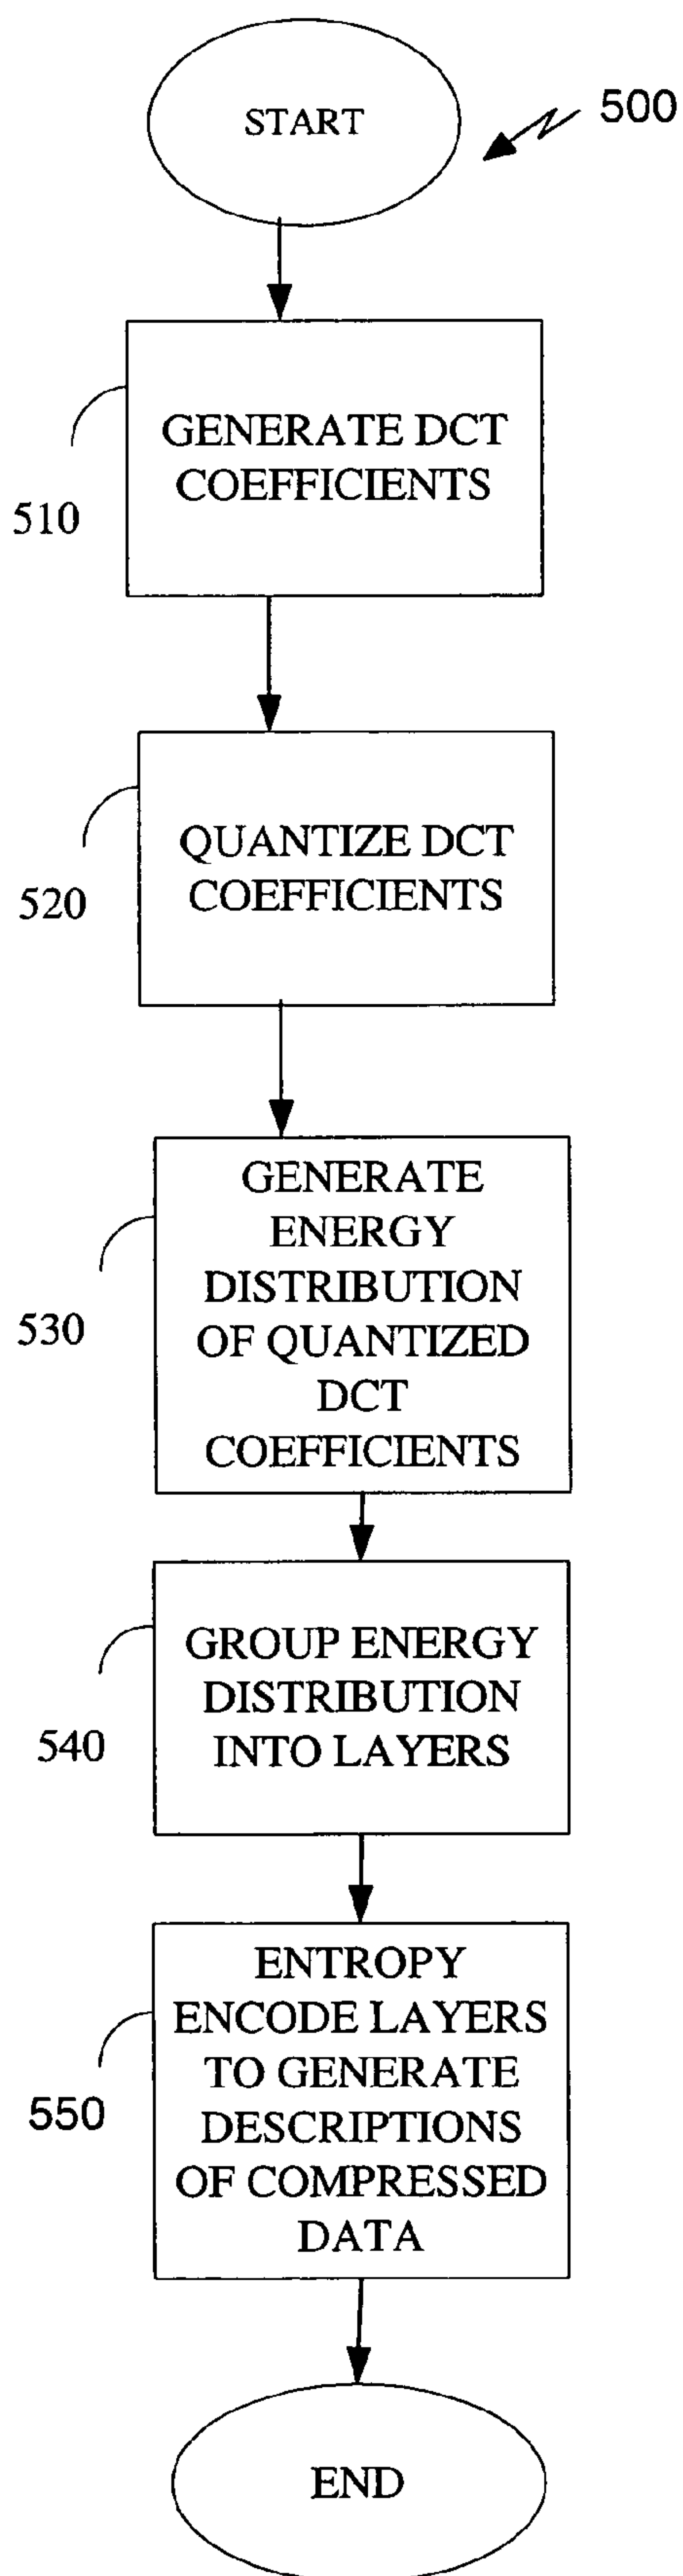 START
500
GENERATE DCT
COEFFICIENTS
510
QUANTIZE DCT
COEFFICIENTS
520
GENERATE
ENERGY
DISTRIBUTION
OF QUANTIZED
DCT
COEFFICIENTS
530
GROUP ENERGY
DISTRIBUTION
INTO LAYERS
540
ENTROPY
ENCODE LAYERS
TO GENERATE
DESCRIPTIONS
OF COMPRESSED
DATA
550
END